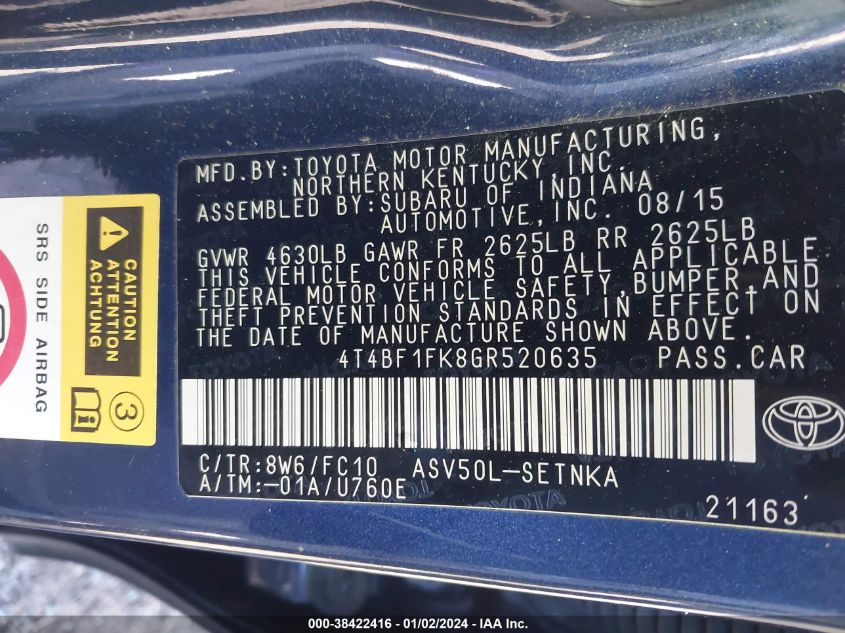 MFD.BY:TOYOTA MOTOR MANUFACTURING,
NORTHERN KENTUCKY,INC.
ASSEMBLED BY:SUBARU OF INDIANA
AUTOMOTIVE,INC. 08/15
GVWR 4630LB GAWR FR 2625LB RR 2625LB
THIS VEHICLE CONFORMS TO ALL APPLICABLE
FEDERAL MOTOR VEHICLE SAFETY,BUMPER,AND
THEFT PREVENTION STANDARDS IN EFFECT ON
THE DATE OF MANUFACTURE SHOWN ABOVE.
4T4BF1FK8GR520635 PASS.CAR
C/TR:8W6/FC10 ASV50L-SETNKA
A/TM:-01A/U760E
21163
SRS SIDE AIRBAG
CAUTION
ATTENTION
ACHTUNG
3
000-38422416 - 01/02/2024 - IAA Inc.